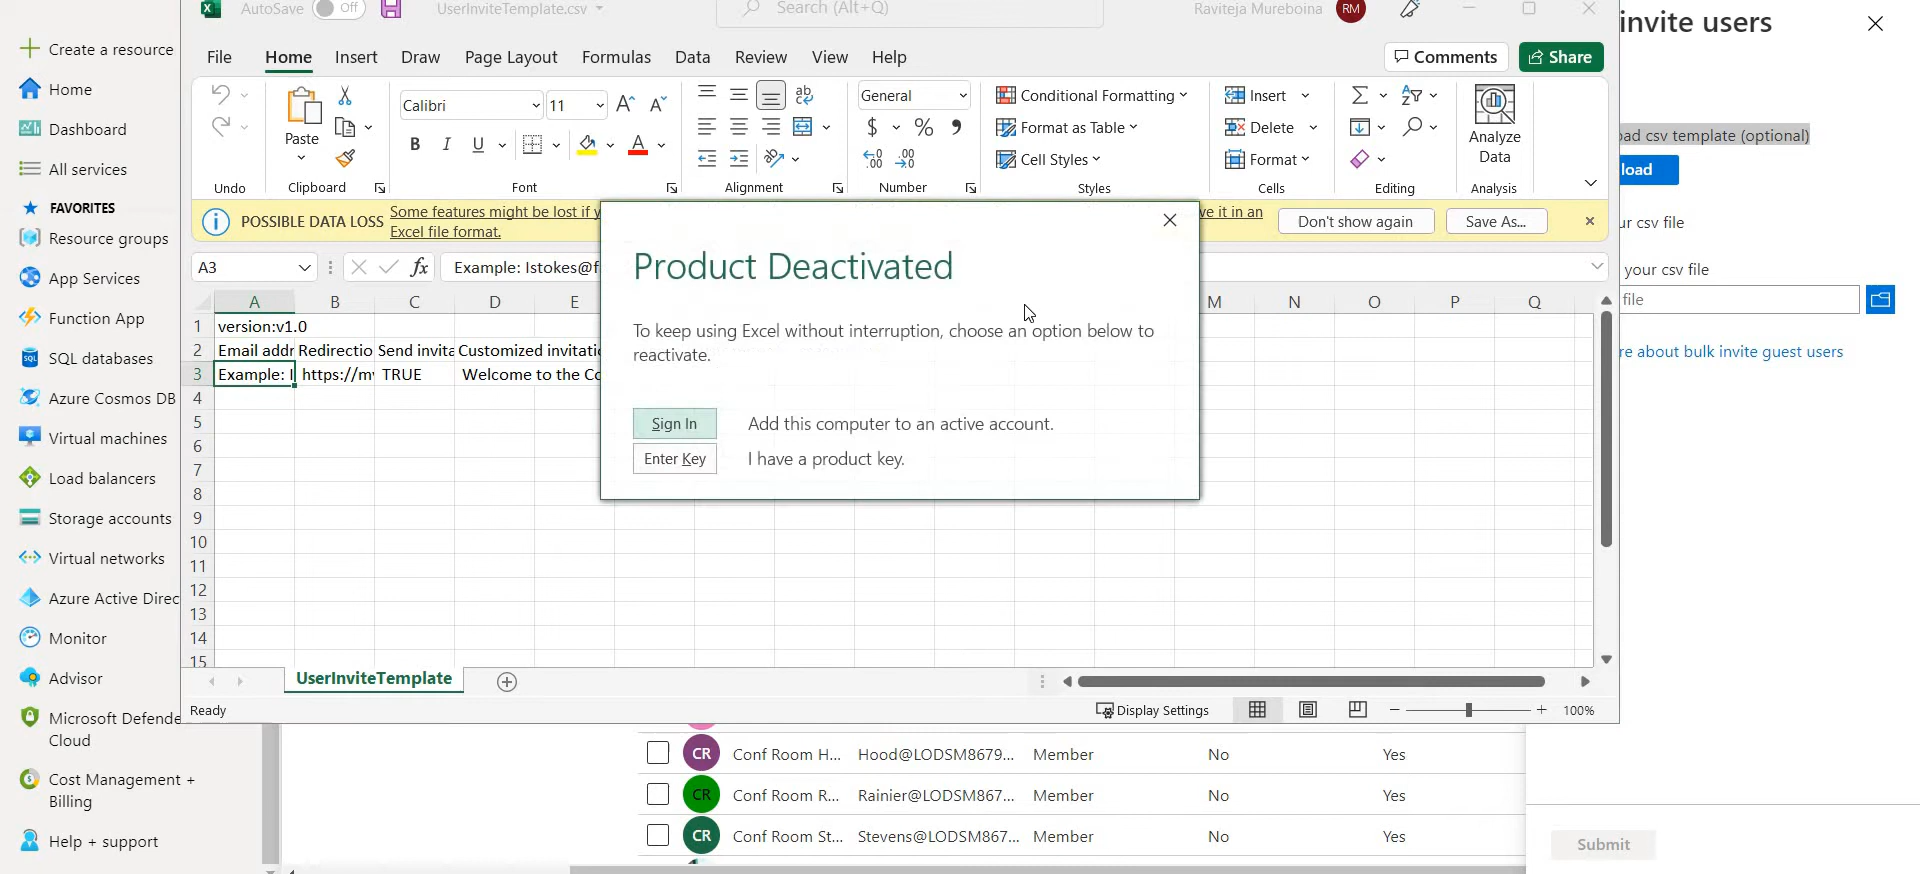 AutoSave Off UserInviteTemplate.csv Search (Alt+Q) Raviteja Mureboina RM
File Home Insert Draw Page Layout Formulas Data Review View Help Comments Share
Undo
Paste
Clipboard
Calibri 11
B I U A
Font
ab
Alignment
General
$ % 9
.00
Number
Conditional Formatting
Format as Table
Cell Styles
Styles
Insert
Delete
Format
Cells
Editing
Analyze
Data
Analysis
POSSIBLE DATA LOSS Some features might be lost if y
Excel file format.
ve it in an
Don't show again Save As...
A3 fx Example: lstokes@f
A B C D E M N O P Q
1 version:v1.0
2 Email addr Redirectio Send invita Customized invitatio
3 Example: l https://my TRUE Welcome to the Co
4
5
6
7
8
9
10
11
12
13
14
15
UserInviteTemplate
Ready Display Settings 100%
Product Deactivated
To keep using Excel without interruption, choose an option below to
reactivate.
Sign In Add this computer to an active account.
Enter Key I have a product key.
Create a resource
Home
Dashboard
All services
FAVORITES
Resource groups
App Services
Function App
SQL databases
Azure Cosmos DB
Virtual machines
Load balancers
Storage accounts
Virtual networks
Azure Active Direc
Monitor
Advisor
Microsoft Defende
Cloud
Cost Management +
Billing
Help + support
invite users
oad csv template (optional)
load
ur csv file
your csv file
file
re about bulk invite guest users
CR Conf Room H... Hood@LODSM8679... Member No Yes
CR Conf Room R... Rainier@LODSM867... Member No Yes
CR Conf Room St... Stevens@LODSM867... Member No Yes
Submit